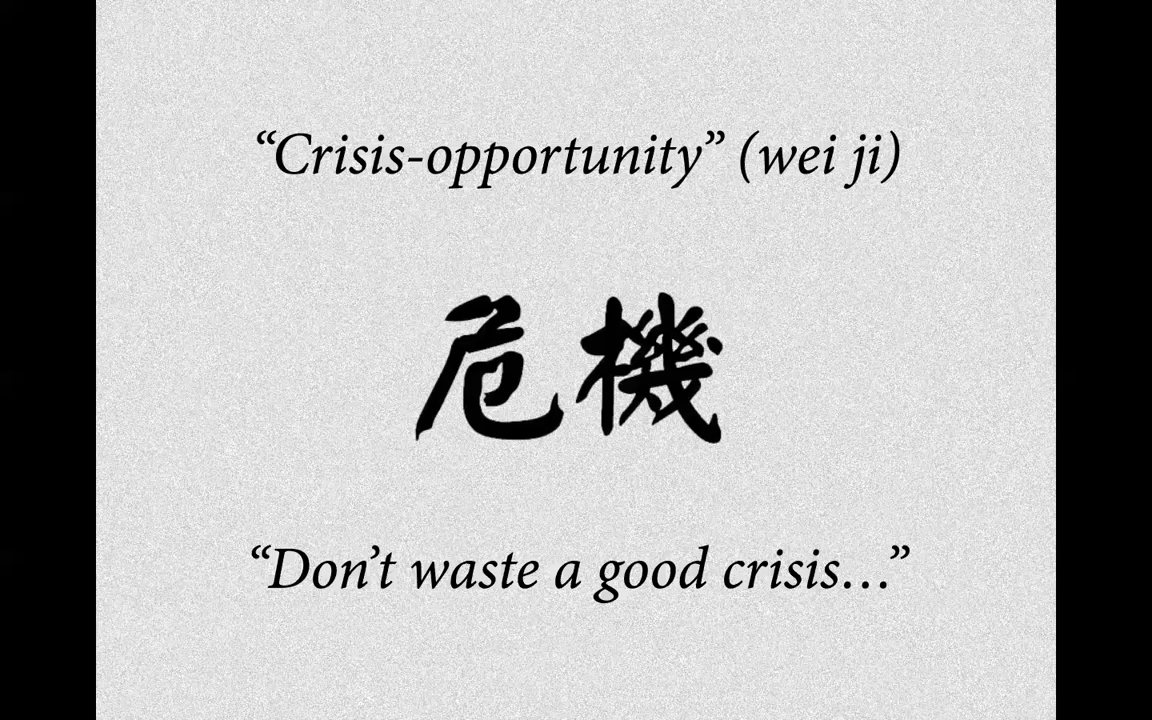 “Crisis-opportunity” (wei ji)
危機
“Don’t waste a good crisis…”